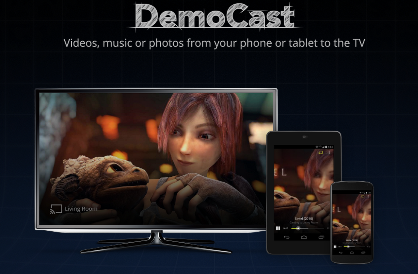 DemoCast
Videos, music or photos from your phone or tablet to the TV
Living Room